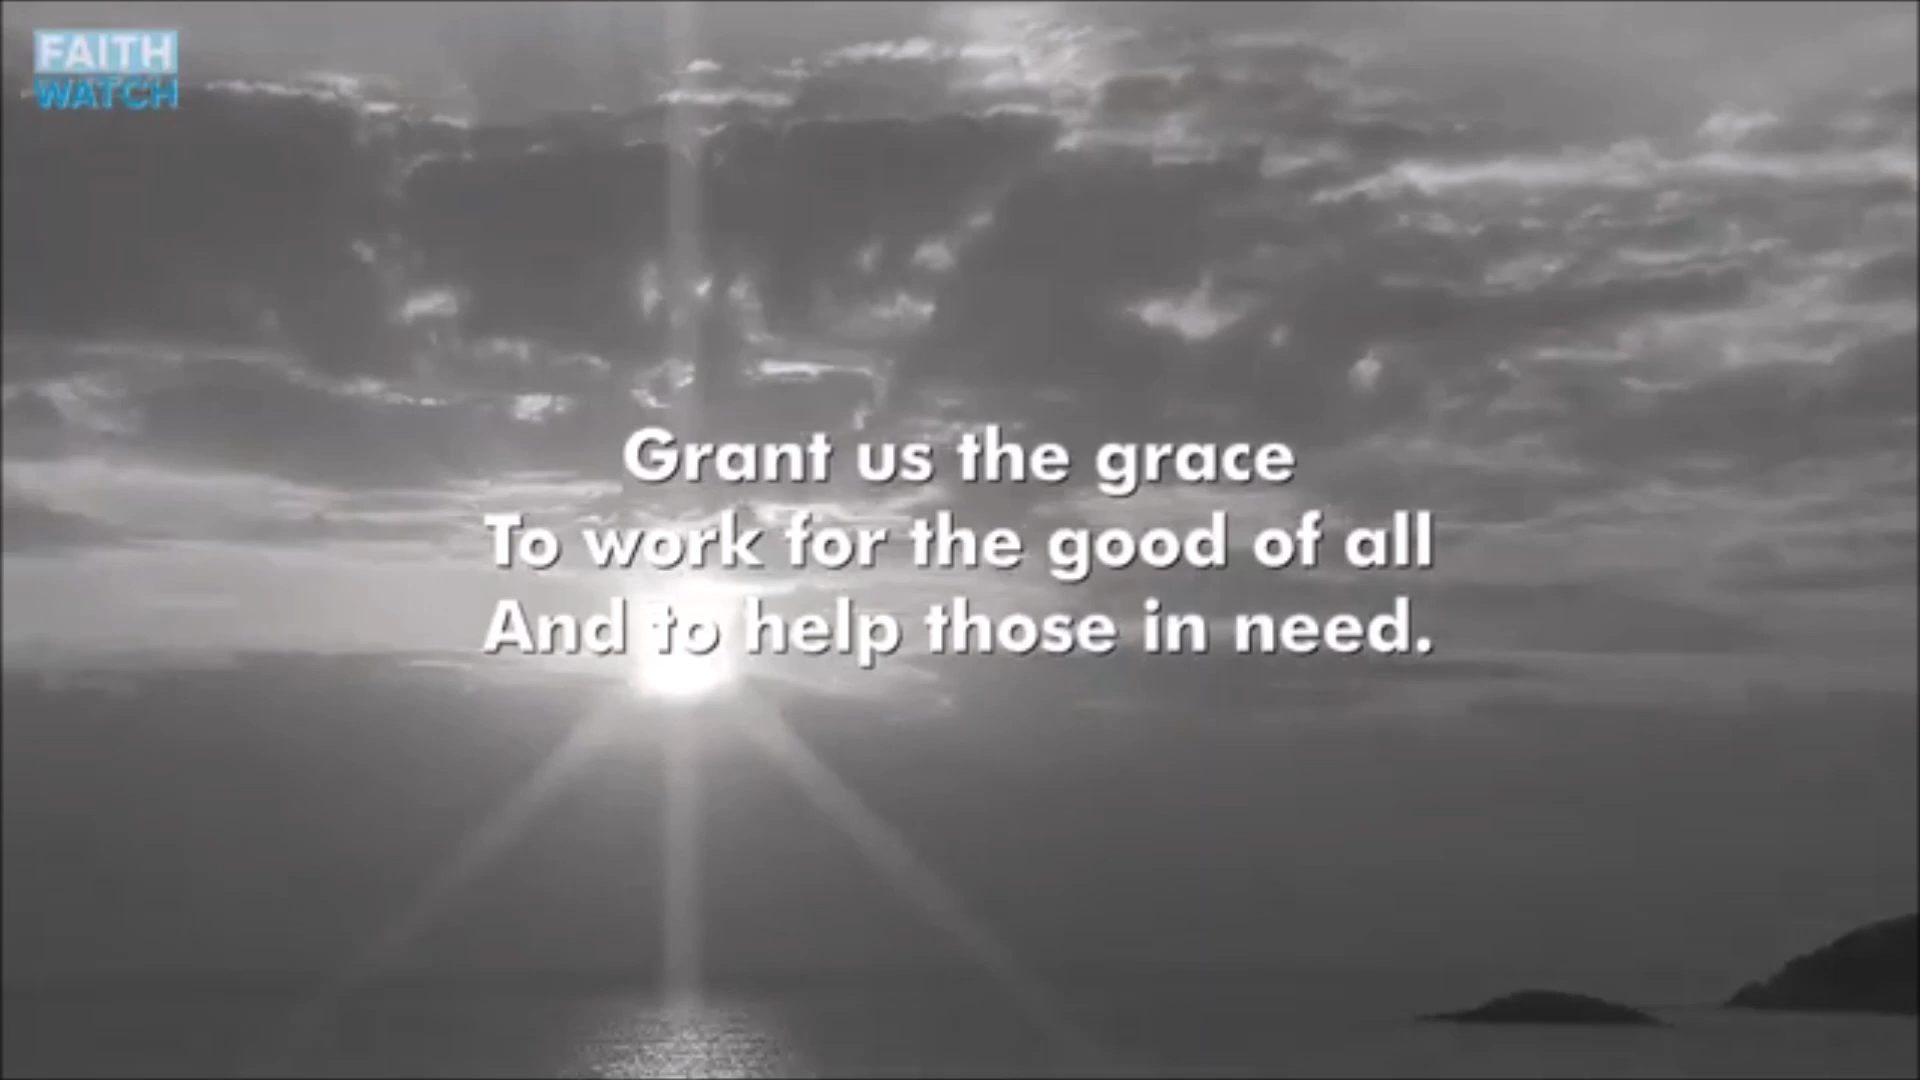 FAITH
WATCH
Grant us the grace
To work for the good of all
And to help those in need.